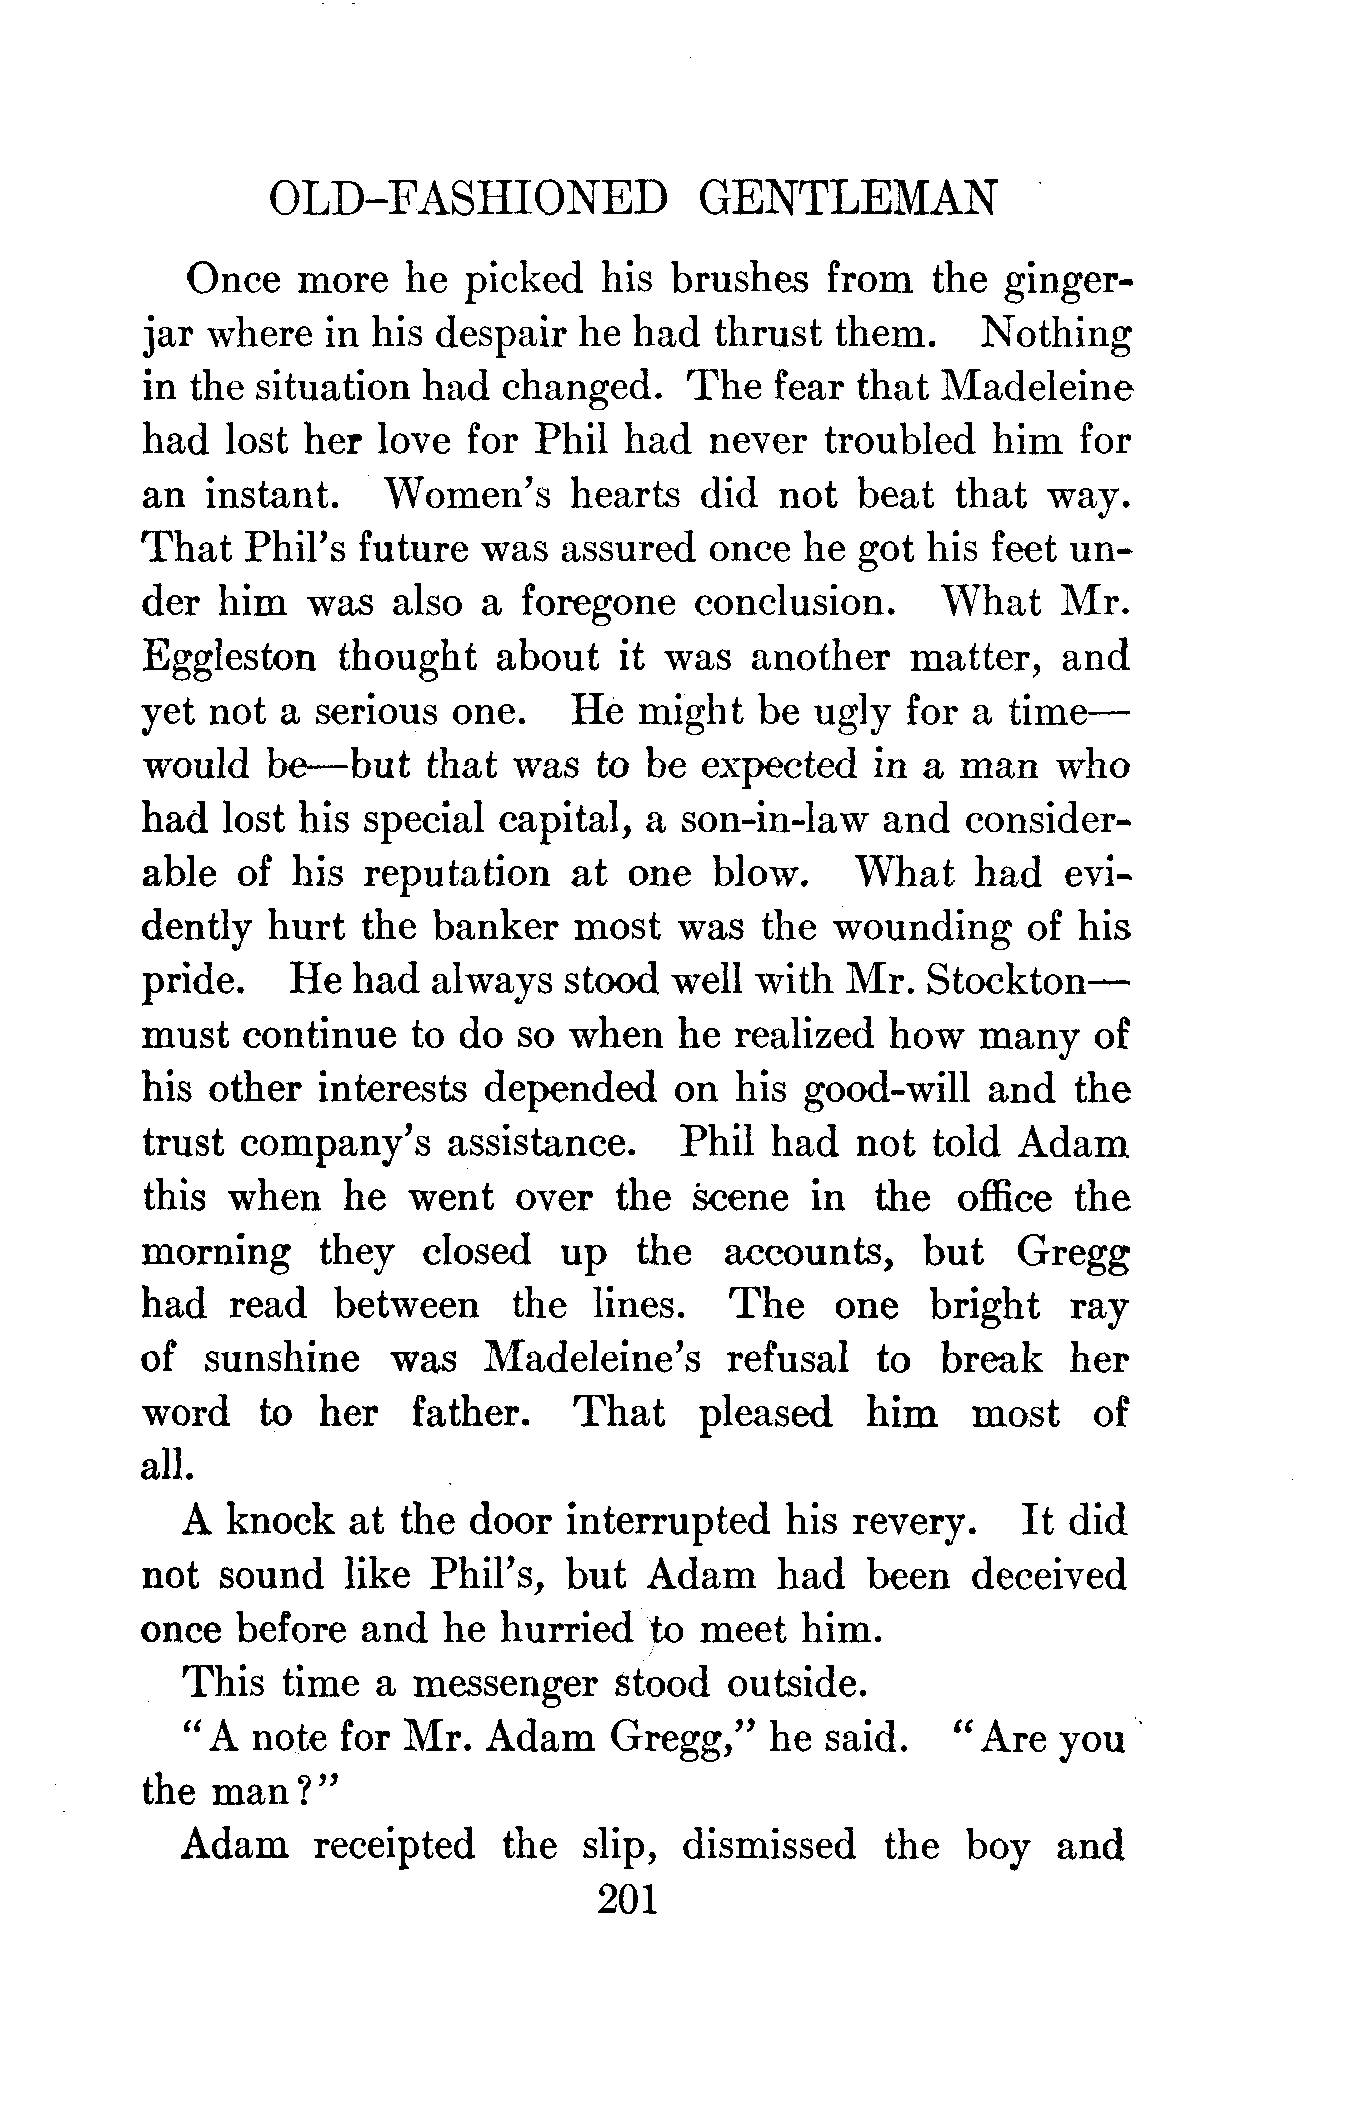 OLD-FASHIONED GENTLEMAN
Once more he picked his brushes from the ginger-
jar where in his despair he had thrust them. Nothing
in the situation had changed. The fear that Madeleine
had lost her love for Phil had never troubled him for
an instant. Women's hearts did not beat that way.
That Phil's future was assured once he got his feet un-
der him was also a foregone conclusion. What Mr.
Eggleston thought about it was another matter, and
yet not a serious one. He might be ugly for a time—
would be—but that was to be expected in a man who
had lost his special capital, a son-in-law and consider-
able of his reputation at one blow. What had evi-
dently hurt the banker most was the wounding of his
pride. He had always stood well with Mr. Stockton—
must continue to do so when he realized how many of
his other interests depended on his good-will and the
trust company's assistance. Phil had not told Adam
this when he went over the scene in the office the
morning they closed up the accounts, but Gregg
had read between the lines. The one bright ray
of sunshine was Madeleine's refusal to break her
word to her father. That pleased him most of
all.
A knock at the door interrupted his revery. It did
not sound like Phil's, but Adam had been deceived
once before and he hurried to meet him.
This time a messenger stood outside.
"A note for Mr. Adam Gregg," he said. "Are you
the man?"
Adam receipted the slip, dismissed the boy and
201